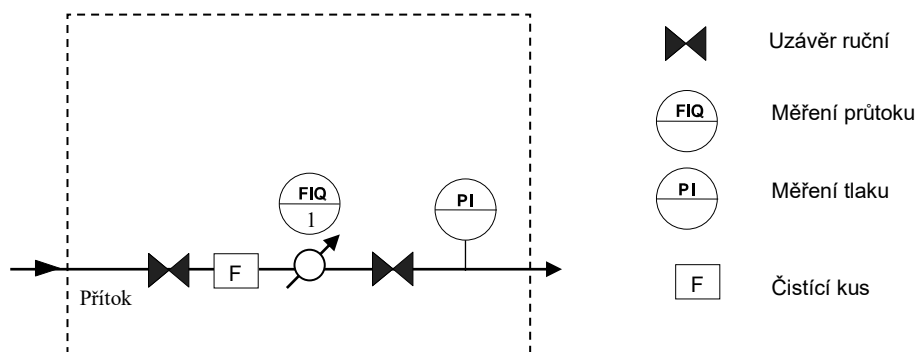 FIQ
1
PI
F
Přítok
Uzávěr ruční
FIQ
Měření průtoku
PI
Měření tlaku
F
Čistící kus